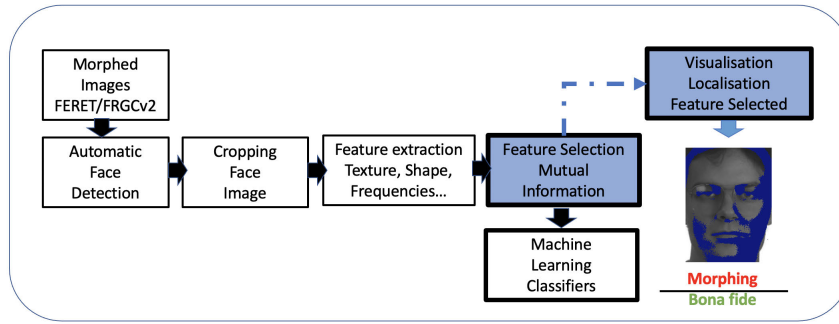 Morphed
Images
FERET/FRGCv2
Automatic
Face
Detection
Cropping
Face
Image
Feature extraction
Texture, Shape,
Frequencies...
Feature Selection
Mutual
Information
Machine
Learning
Classifiers
Visualisation
Localisation
Feature Selected
Morphing
Bona fide